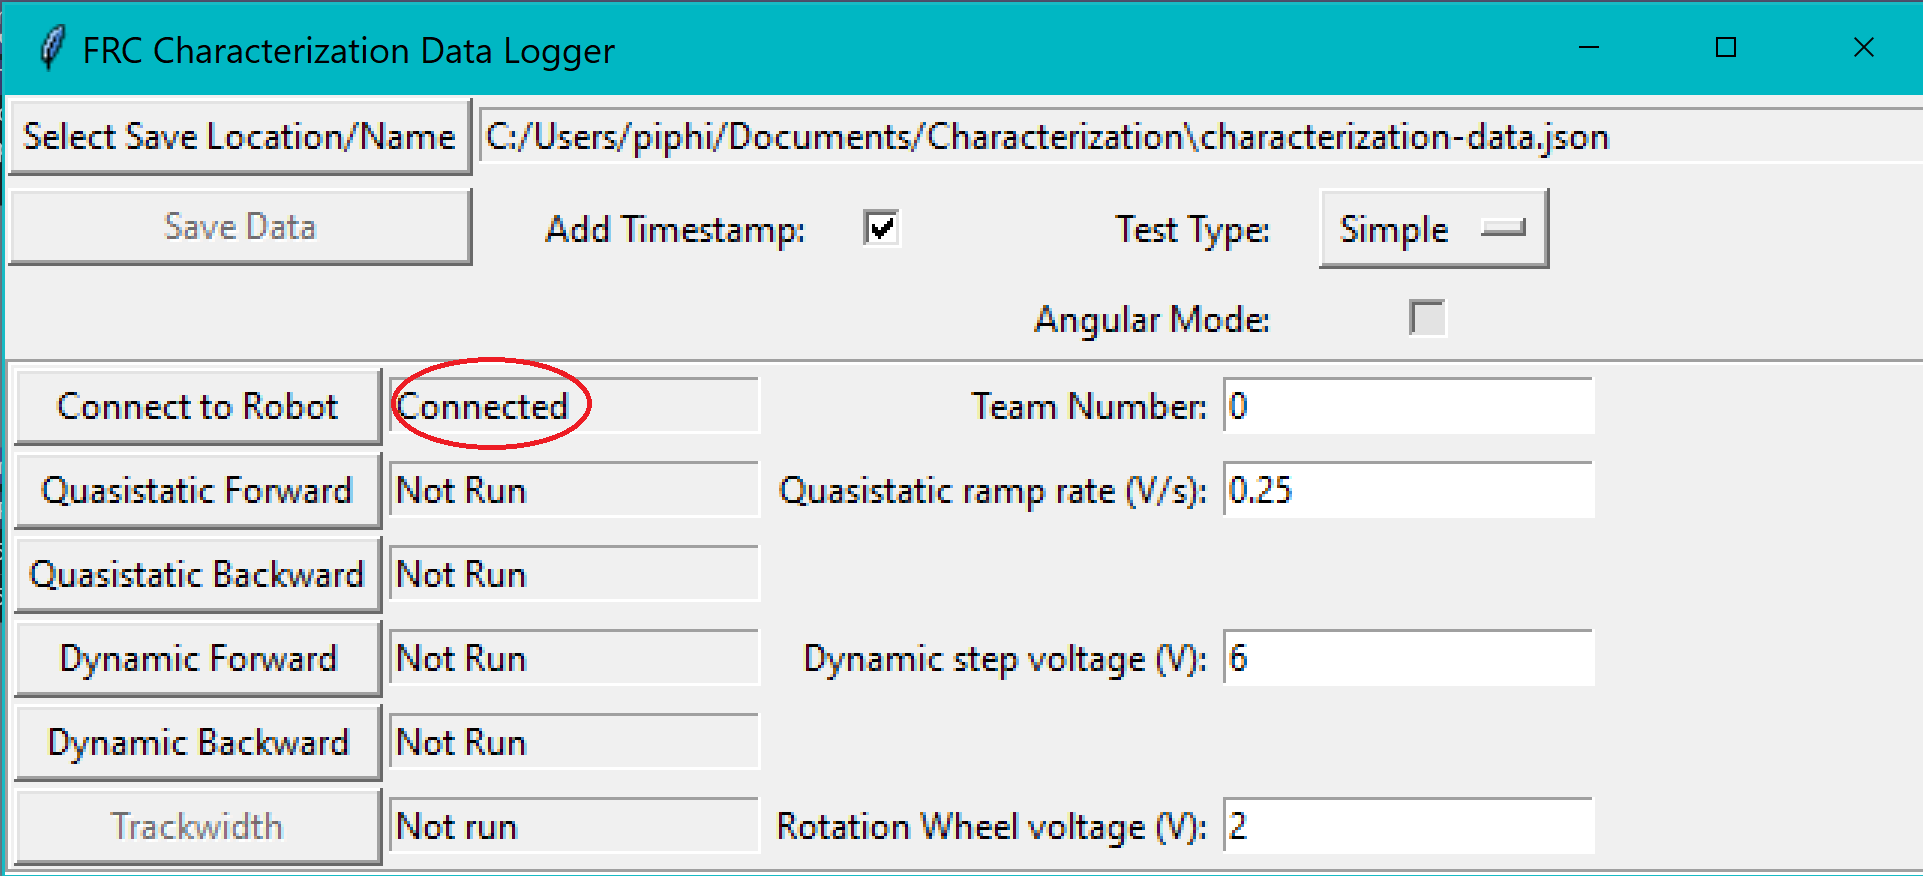 FRC Characterization Data Logger
Select Save Location/Name C:/Users/piphi/Documents/Characterization\characterization-data.json
Save Data Add Timestamp: Test Type: Simple
Angular Mode:
Connect to Robot Connected Team Number: 0
Quasistatic Forward Not Run Quasistatic ramp rate (V/s): 0.25
Quasistatic Backward Not Run
Dynamic Forward Not Run Dynamic step voltage (V): 6
Dynamic Backward Not Run
Trackwidth Not run Rotation Wheel voltage (V): 2